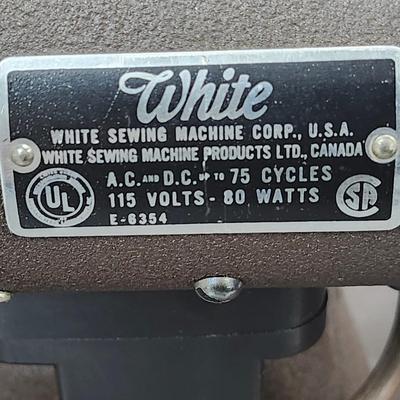 White
WHITE SEWING MACHINE CORP., U.S.A.
WHITE SEWING MACHINE PRODUCTS LTD., CANADA
UL
A.C. AND D.C. UP TO 75 CYCLES
115 VOLTS - 80 WATTS
E-6354
SA